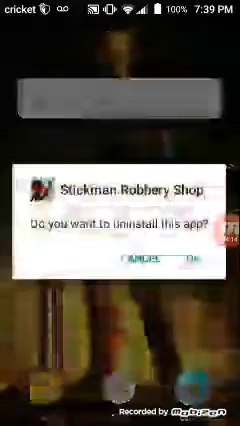 cricket 100% 7:39 PM
Stickman Robbery Shop
Do you want to uninstall this app?
CANCEL OK
Recorded by mobizen